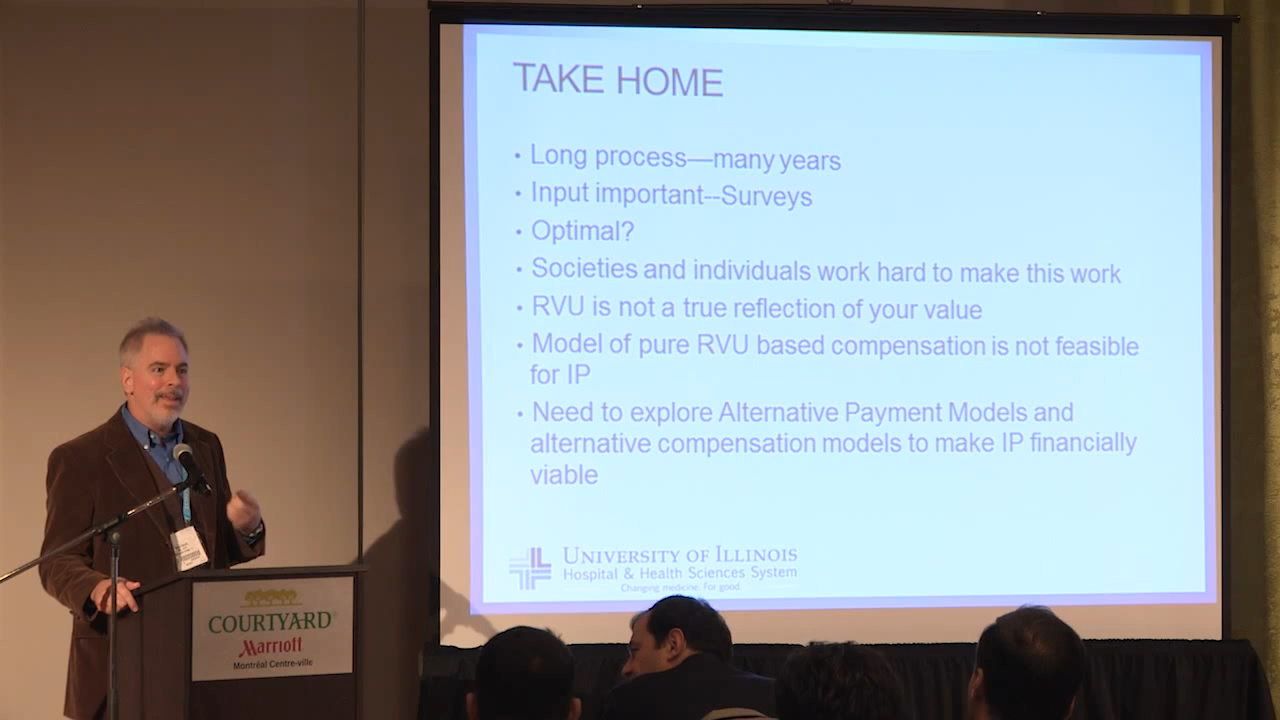 TAKE HOME
• Long process—many years
• Input important--Surveys
• Optimal?
• Societies and individuals work hard to make this work
• RVU is not a true reflection of your value
• Model of pure RVU based compensation is not feasible
for IP
• Need to explore Alternative Payment Models and
alternative compensation models to make IP financially
viable
UNIVERSITY OF ILLINOIS
Hospital & Health Sciences System
Changing medicine. For good.
COURTYARD®
Marriott
Montréal Centre-ville